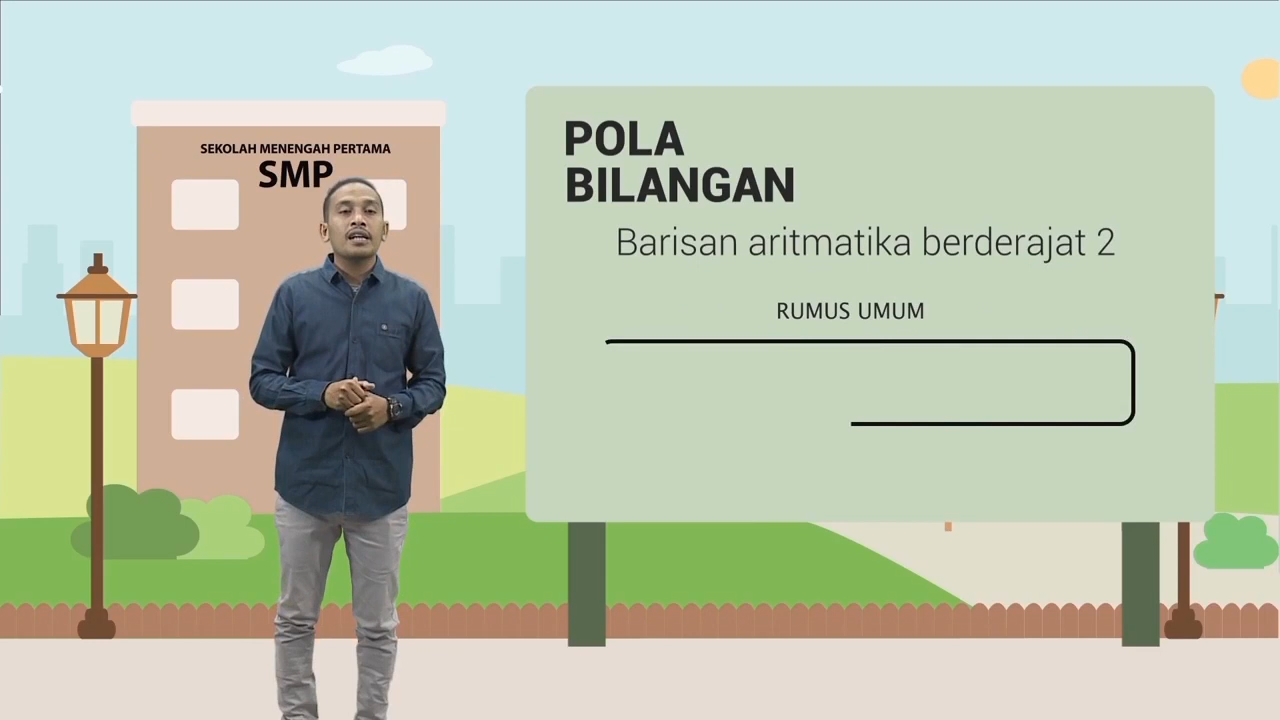 SEKOLAH MENENGAH PERTAMA
SMP
POLA
BILANGAN
Barisan aritmatika berderajat 2
RUMUS UMUM